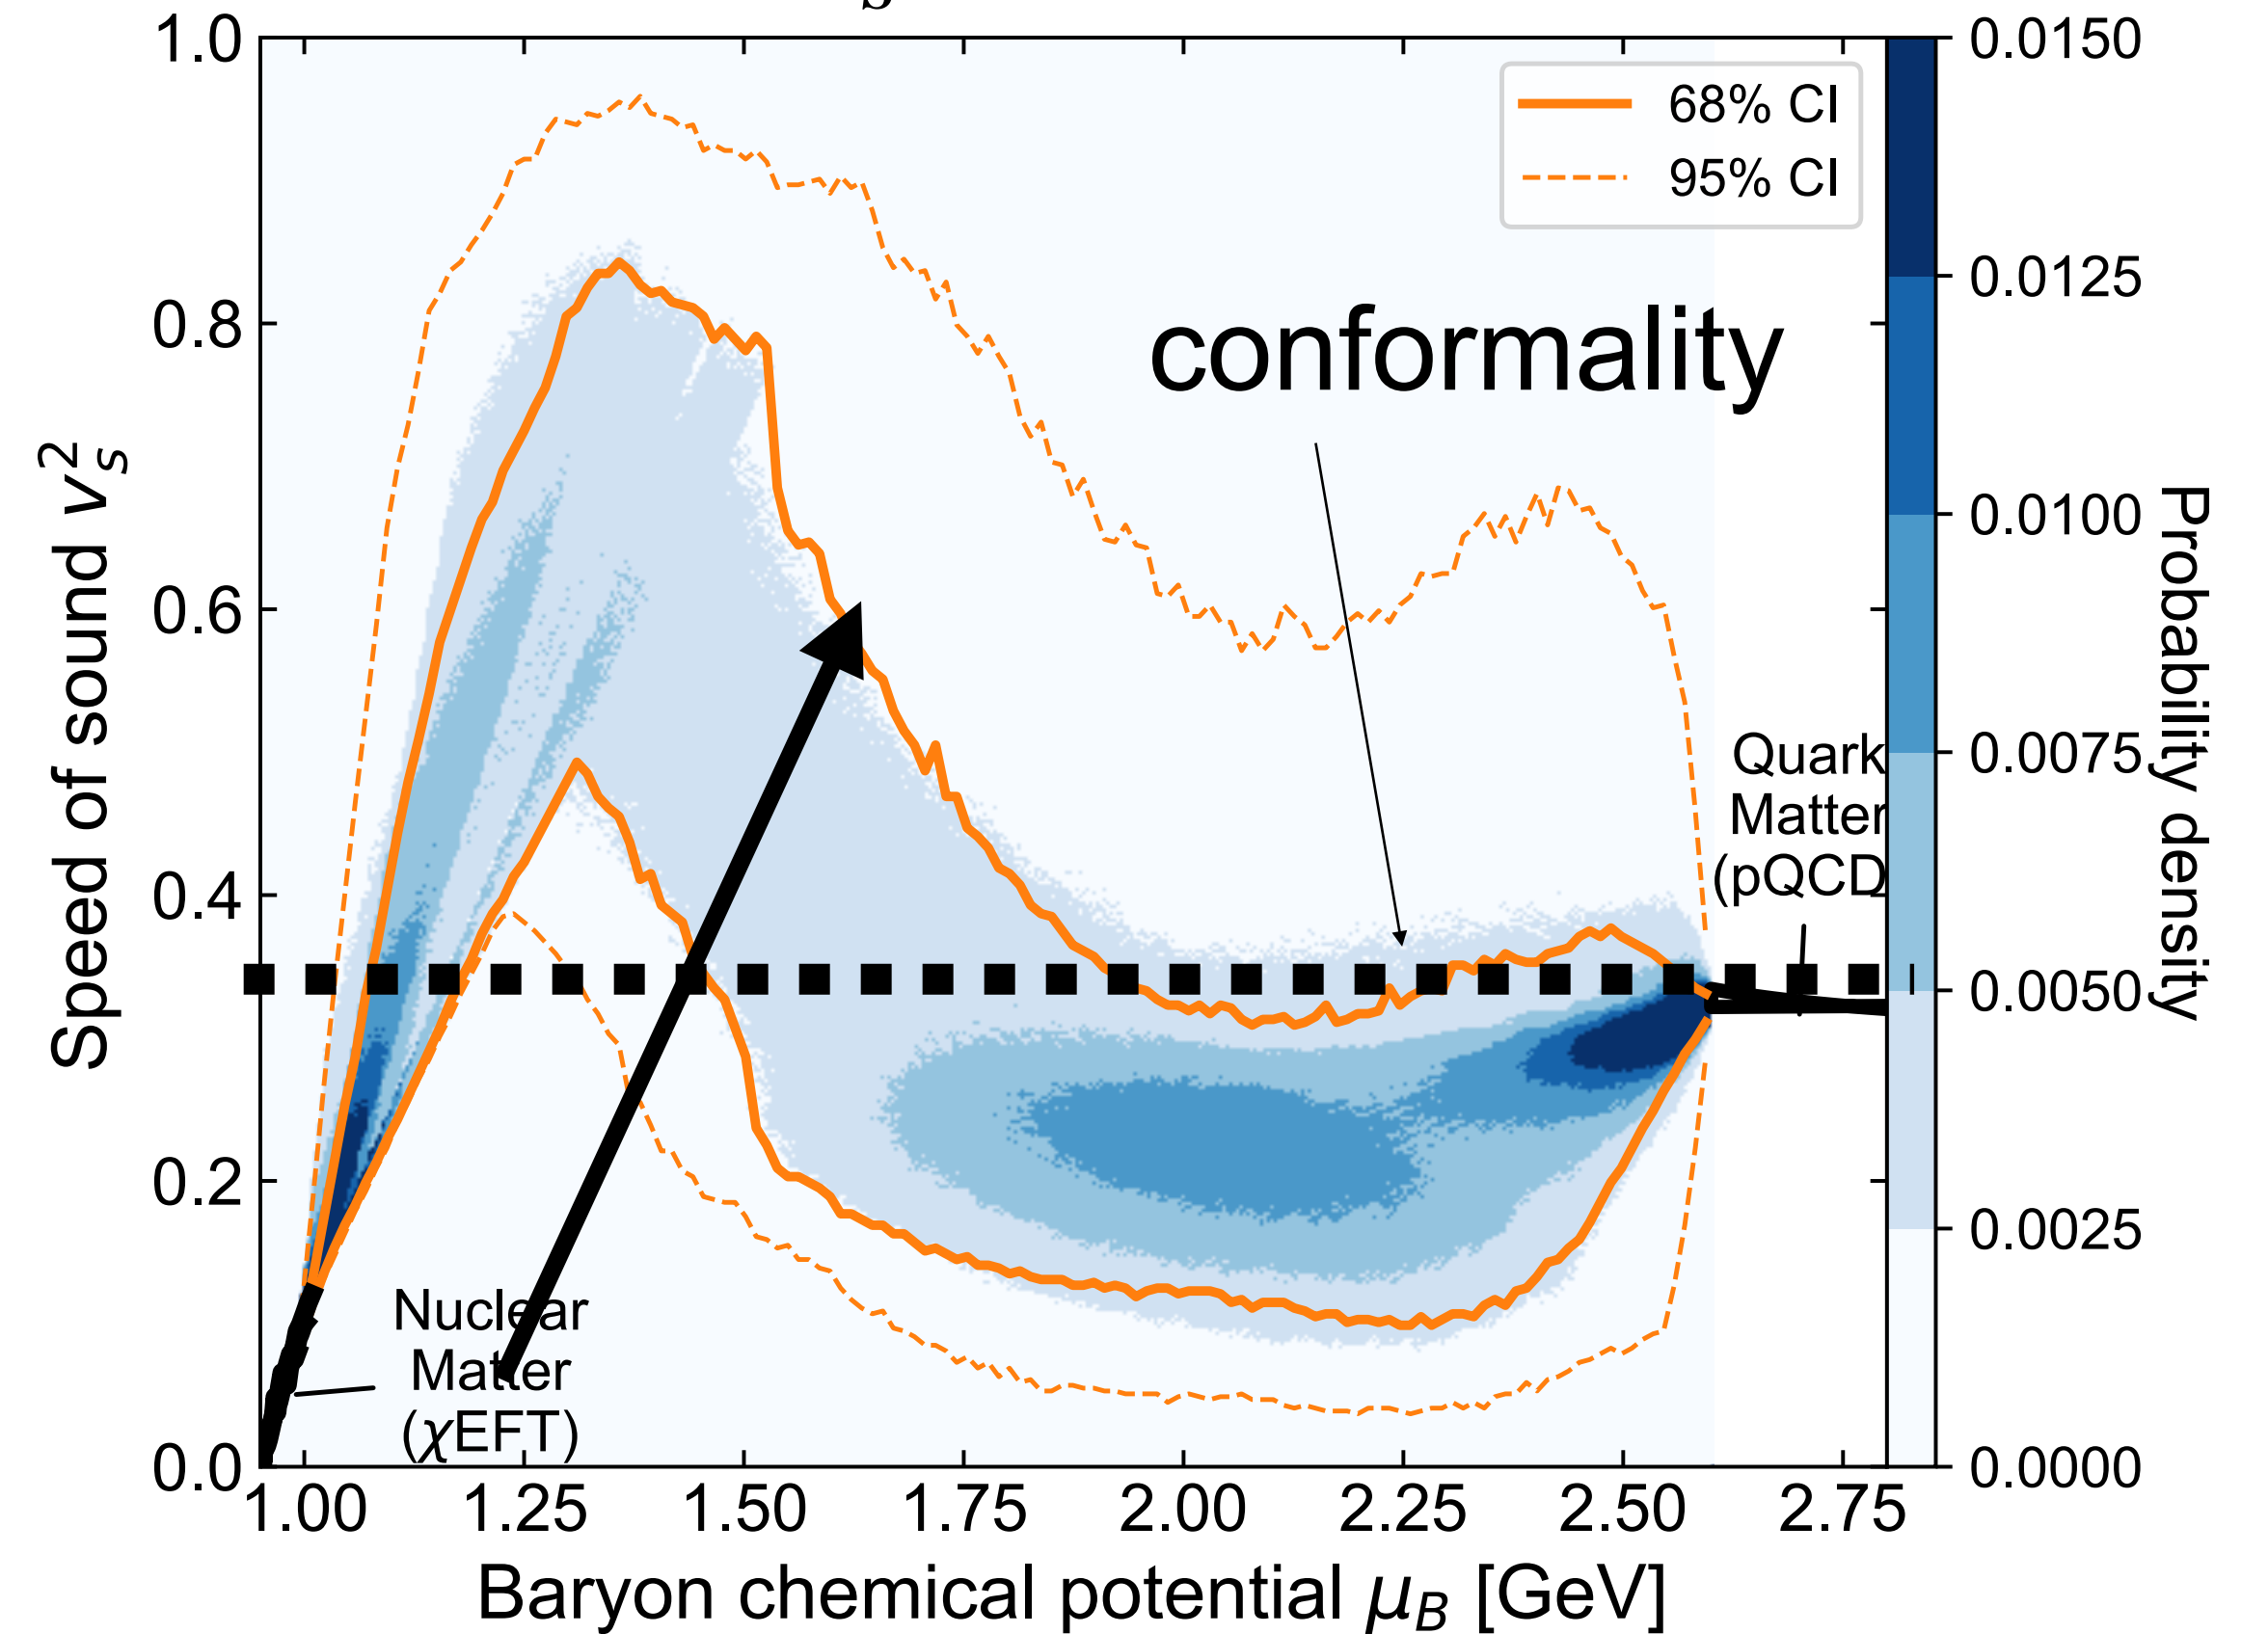 1.0
0.8
0.6
0.4
0.2
0.0
Speed of sound v_s^2
68% CI
95% CI
conformality
Quark
Matter
(pQCD
Nuclear
Matter
(χEFT)
1.00 1.25 1.50 1.75 2.00 2.25 2.50 2.75
Baryon chemical potential μ_B [GeV]
0.0150
0.0125
0.0100
0.0075
0.0050
0.0025
0.0000
Probability density